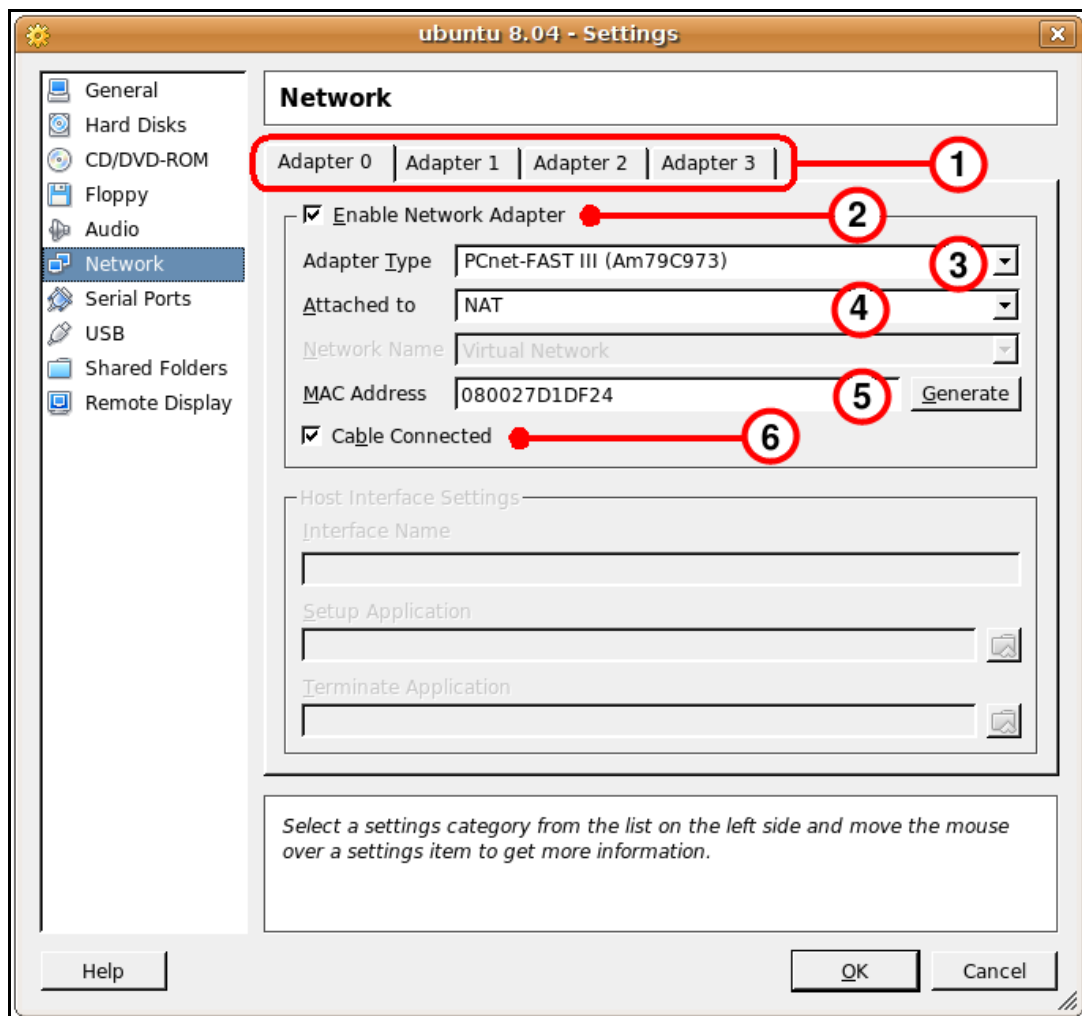 ubuntu 8.04 - Settings
General
Hard Disks
CD/DVD-ROM
Floppy
Audio
Network
Serial Ports
USB
Shared Folders
Remote Display
Network
Adapter 0 Adapter 1 Adapter 2 Adapter 3 1
Enable Network Adapter 2
Adapter Type PCnet-FAST III (Am79C973) 3
Attached to NAT 4
Network Name Virtual Network
MAC Address 080027D1DF24 5 Generate
Cable Connected 6
Host Interface Settings
Interface Name
Setup Application
Terminate Application
Select a settings category from the list on the left side and move the mouse
over a settings item to get more information.
Help OK Cancel